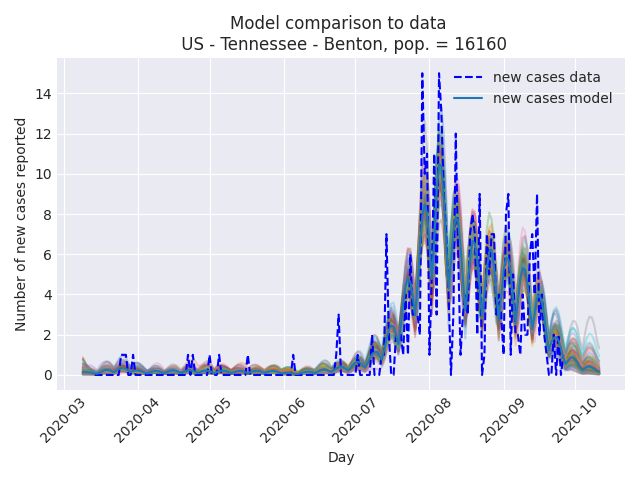 Model comparison to data
US - Tennessee - Benton, pop. = 16160
new cases data
new cases model
Number of new cases reported
14
12
10
8
6
4
2
0
2020-03
2020-04
2020-05
2020-06
2020-07
2020-08
2020-09
2020-10
Day